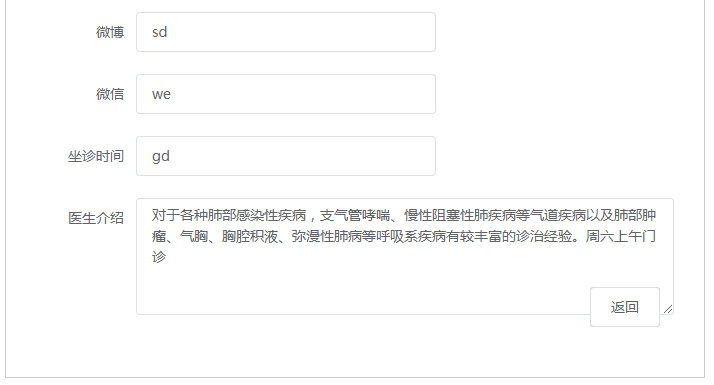 微博 sd
微信 we
坐诊时间 gd
医生介绍 对于各种肺部感染性疾病，支气管哮喘、慢性阻塞性肺疾病等气道疾病以及肺部肿
瘤、气胸、胸腔积液、弥漫性肺病等呼吸系疾病有较丰富的诊治经验。周六上午门
诊
返回